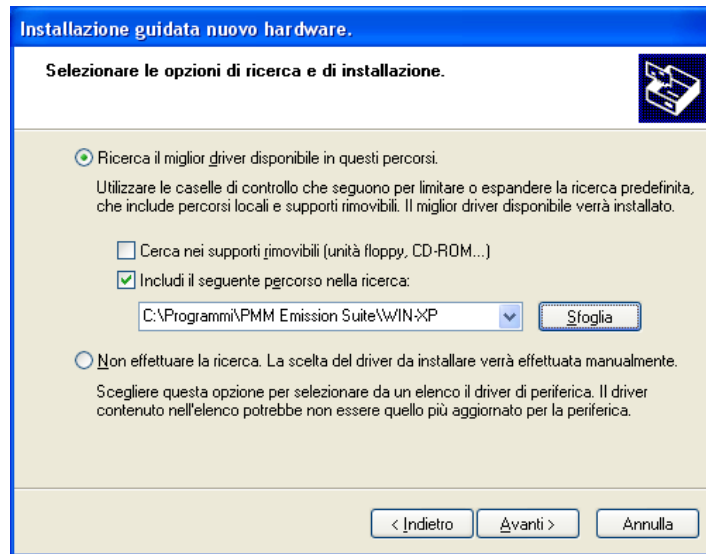 Installazione guidata nuovo hardware.
Selezionare le opzioni di ricerca e di installazione.
Ricerca il miglior driver disponibile in questi percorsi.
Utilizzare le caselle di controllo che seguono per limitare o espandere la ricerca predefinita,
che include percorsi locali e supporti rimovibili. Il miglior driver disponibile verrà installato.
Cerca nei supporti rimovibili (unità floppy, CD-ROM...)
Includi il seguente percorso nella ricerca:
C:\Programmi\PMM Emission Suite\WIN-XP
Sfoglia
Non effettuare la ricerca. La scelta del driver da installare verrà effettuata manualmente.
Scegliere questa opzione per selezionare da un elenco il driver di periferica. Il driver
contenuto nell'elenco potrebbe non essere quello più aggiornato per la periferica.
< Indietro
Avanti >
Annulla